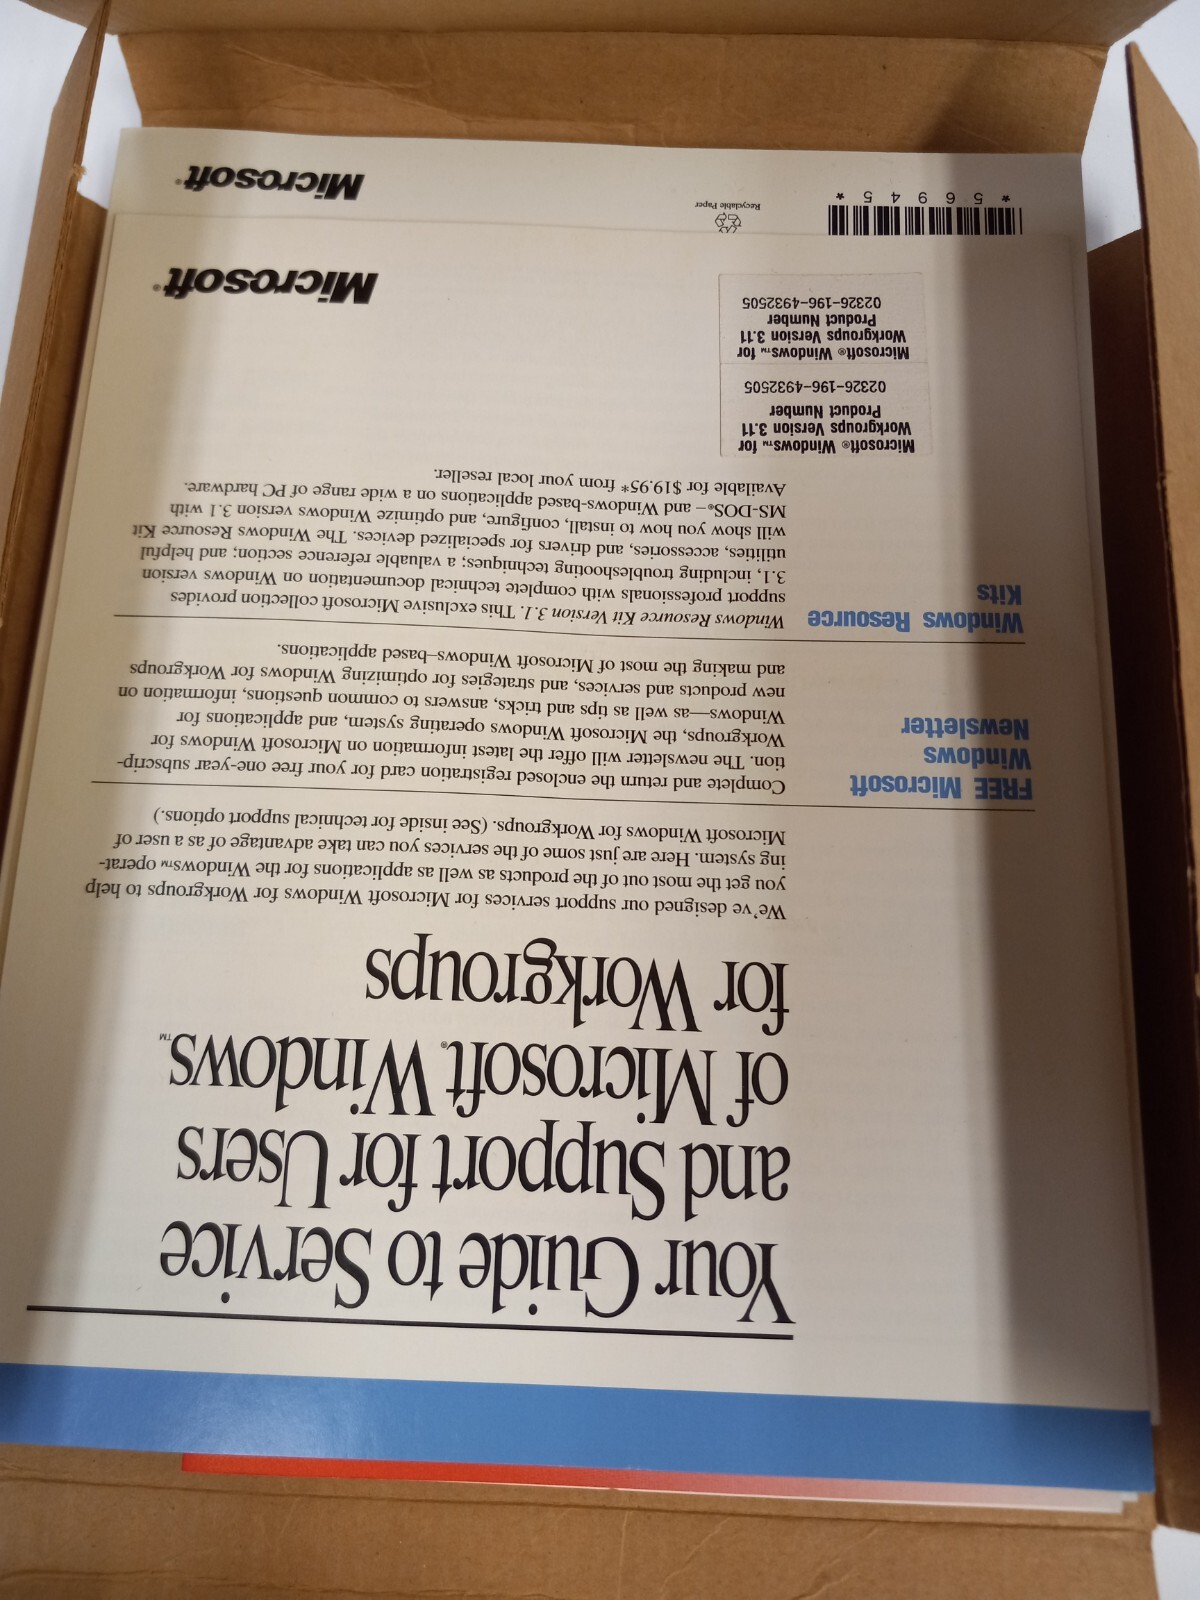 Your Guide to Service
and Support for Users
of Microsoft® Windows™
for Workgroups
We've designed our support services for Microsoft Windows for Workgroups to help
you get the most out of the products as well as applications for the Windows™ operat-
ing system. Here are just some of the services you can take advantage of as a user of
Microsoft Windows for Workgroups. (See inside for technical support options.)
FREE Microsoft
Windows
Newsletter
Complete and return the enclosed registration card for your free one-year subscrip-
tion. The newsletter will offer the latest information on Microsoft Windows for
Workgroups, the Microsoft Windows operating system, and applications for
Windows—as well as tips and tricks, answers to common questions, information on
new products and services, and strategies for optimizing Windows for Workgroups
and making the most of Microsoft Windows–based applications.
Windows Resource
Kits
Windows Resource Kit Version 3.1. This exclusive Microsoft collection provides
support professionals with complete technical documentation on Windows version
3.1, including troubleshooting techniques; a valuable reference section; and helpful
utilities, accessories, and drivers for specialized devices. The Windows Resource Kit
will show you how to install, configure, and optimize Windows version 3.1 with
MS-DOS®– and Windows-based applications on a wide range of PC hardware.
Available for $19.95* from your local reseller.
Microsoft® Windows™ for
Workgroups Version 3.11
Product Number
02326-196-4932505
Microsoft® Windows™ for
Workgroups Version 3.11
Product Number
02326-196-4932505
Microsoft®
* 56945 *
Recyclable Paper
Microsoft®